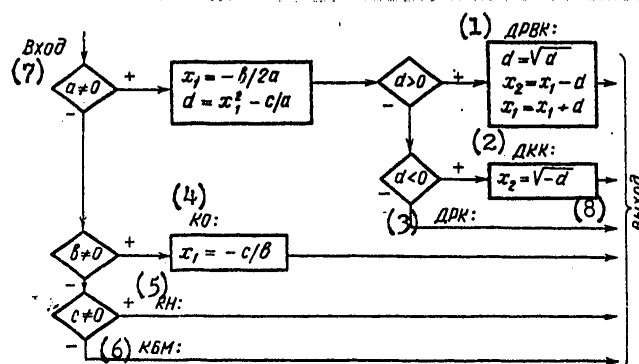 (1) ДРВК:
Вход
(7)
a≠0
+
-
x₁ = -в/2a
d = x₁² - c/a
d>0
+
-
d = √d
x₂ = x₁ - d
x₁ = x₁ + d
(2) ДКК:
d<0
+
-
x₂ = √-d
(8)
(3) ДРК:
Выход
(4)
КО:
в≠0
+
-
x₁ = -c/в
(5)
КН:
c≠0
+
-
(6) КБМ: